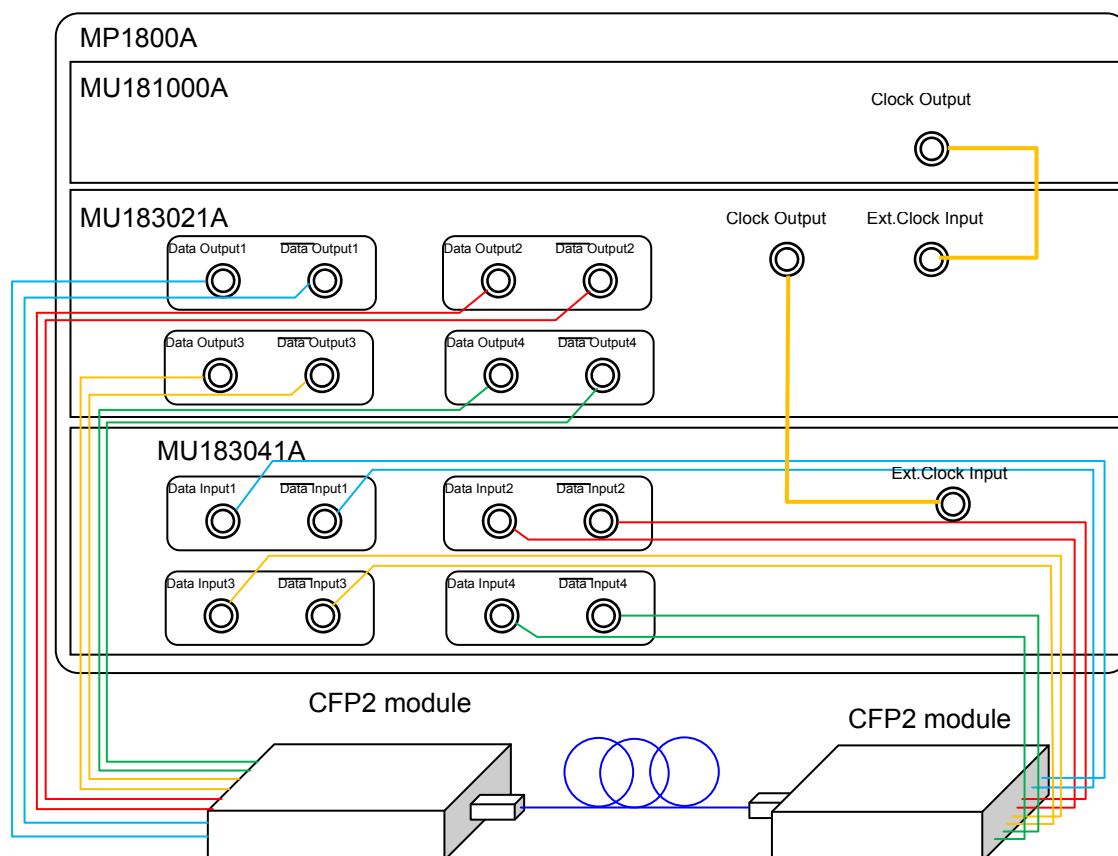 MP1800A
MU181000A
Clock Output
MU183021A
Clock Output
Ext.Clock Input
Data Output1
Data Output1
Data Output2
Data Output2
Data Output3
Data Output3
Data Output4
Data Output4
MU183041A
Ext.Clock Input
Data Input1
Data Input1
Data Input2
Data Input2
Data Input3
Data Input3
Data Input4
Data Input4
CFP2 module
CFP2 module